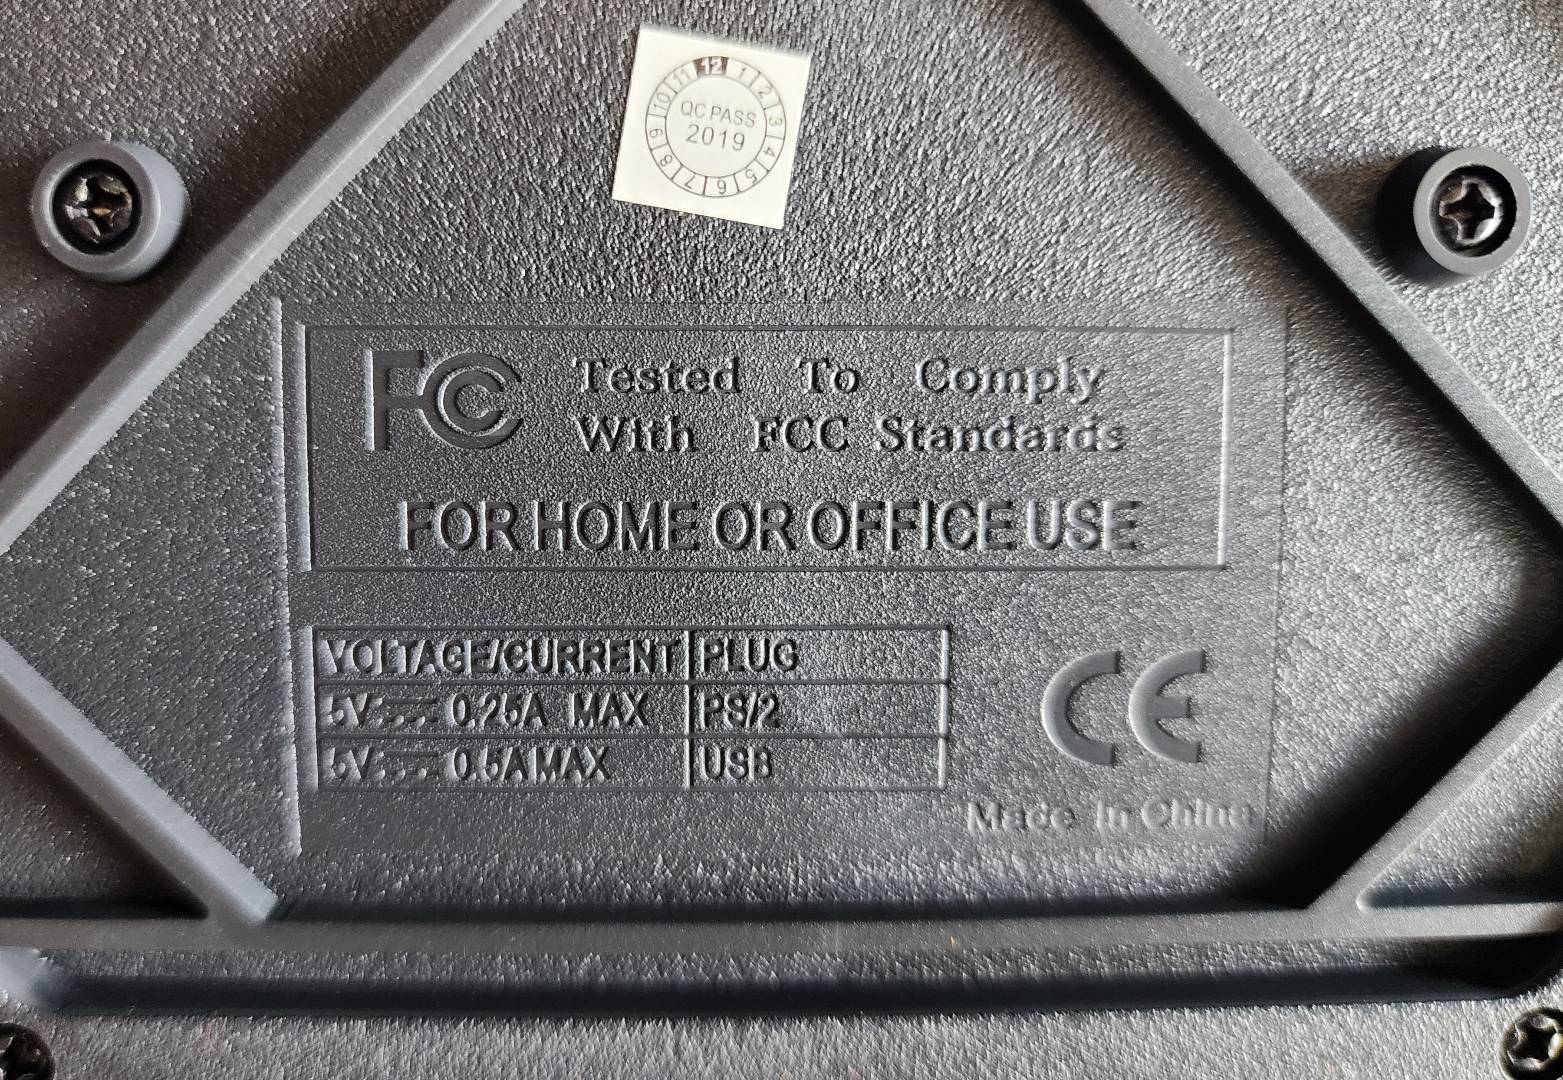 12 1 2 3 4 5 6 7 8 9 10 11
QC PASS
2019
FC Tested To Comply
With FCC Standards
FOR HOME OR OFFICE USE
VOLTAGE/CURRENT PLUG
5V⎓ 0.25A MAX PS/2
5V⎓ 0.5A MAX USB
CE
Made In China